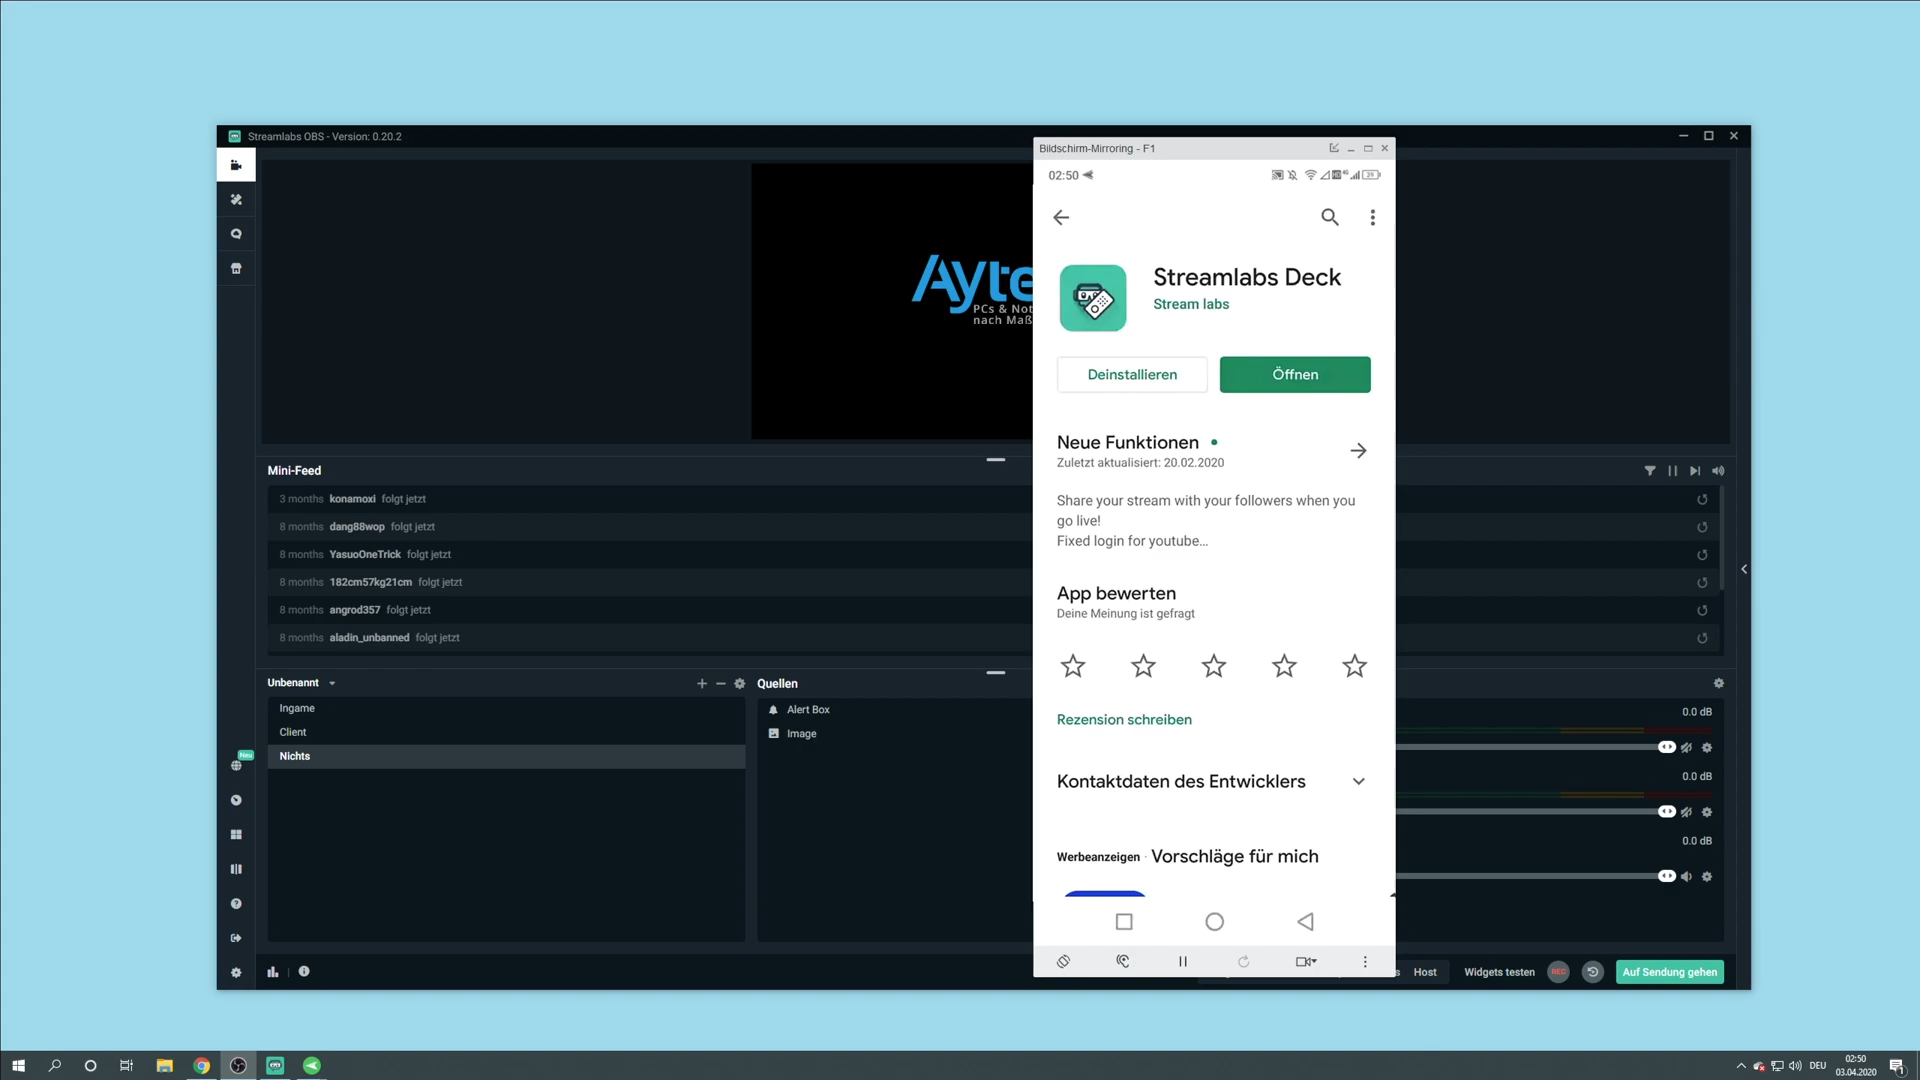 Streamlabs OBS - Version: 0.20.2
Bildschirm-Mirroring - F1
02:50
39
Streamlabs Deck
Stream labs
Deinstallieren
Öffnen
Neue Funktionen
Zuletzt aktualisiert: 20.02.2020
Share your stream with your followers when you
go live!
Fixed login for youtube...
App bewerten
Deine Meinung ist gefragt
Rezension schreiben
Kontaktdaten des Entwicklers
Werbeanzeigen · Vorschläge für mich
Ayte
PCs & Not
nach Maß
Mini-Feed
3 months konamoxi folgt jetzt
8 months dang88wop folgt jetzt
8 months YasuoOneTrick folgt jetzt
8 months 182cm57kg21cm folgt jetzt
8 months angrod357 folgt jetzt
8 months aladin_unbanned folgt jetzt
Unbenannt
Ingame
Client
Nichts
Quellen
Alert Box
Image
0.0 dB
0.0 dB
0.0 dB
Neu
s Host
Widgets testen
REC
Auf Sendung gehen
DEU
02:50
03.04.2020
1